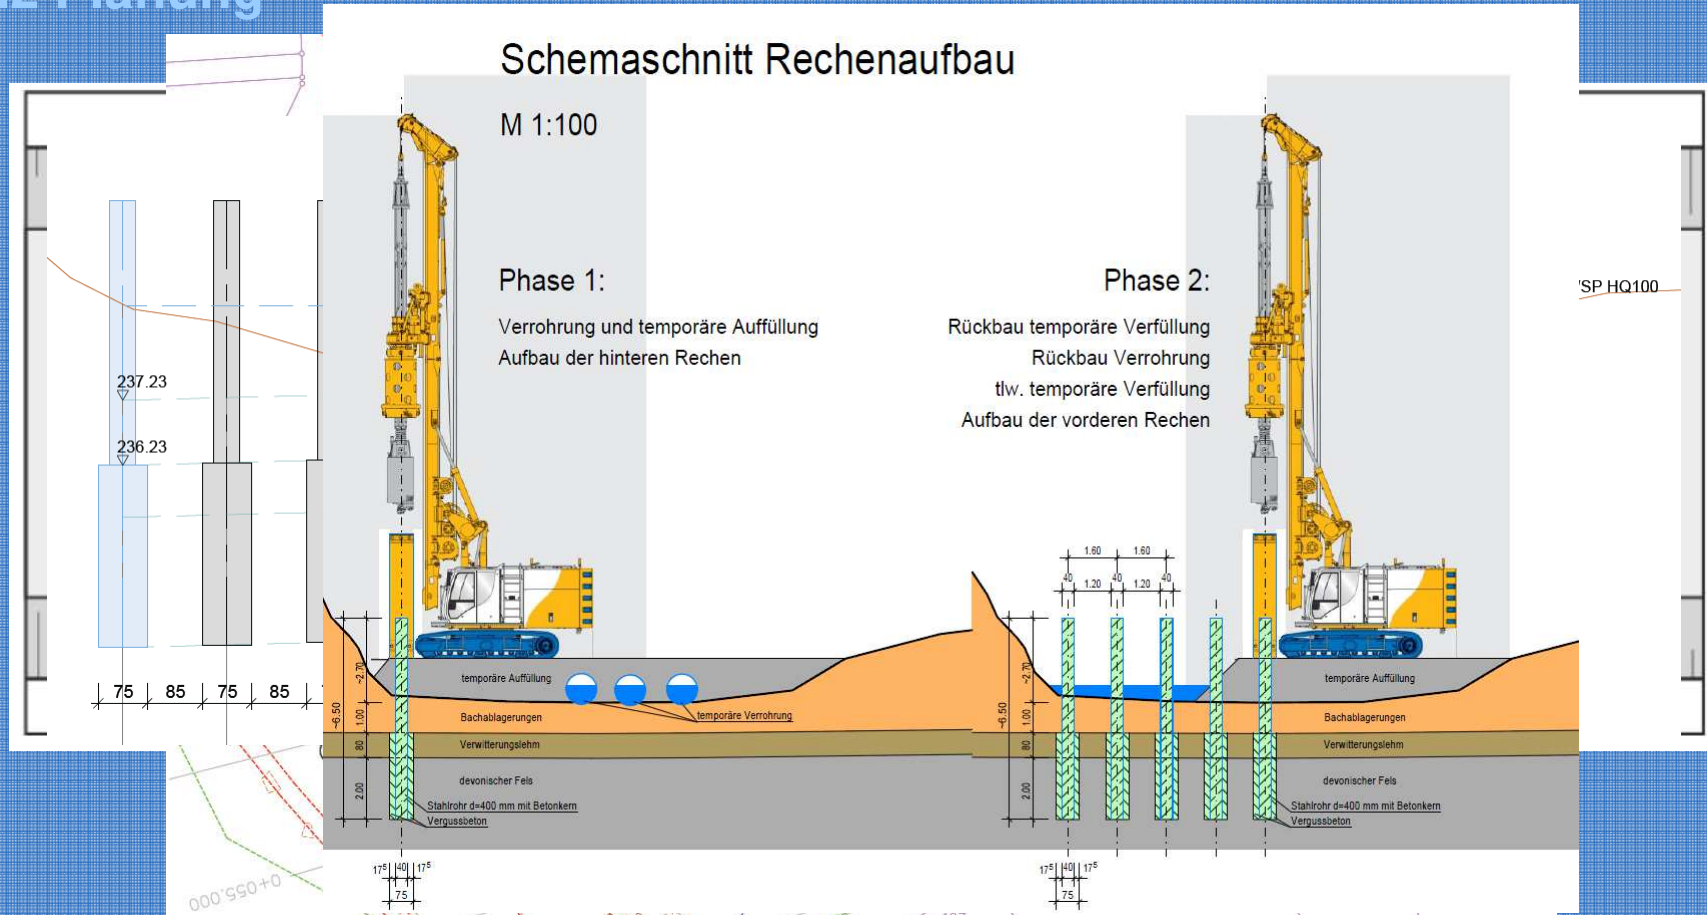 Planung
Schemaschnitt Rechenaufbau
M 1:100
Phase 1:
Verrohrung und temporäre Auffüllung
Aufbau der hinteren Rechen
Phase 2:
Rückbau temporäre Verfüllung
Rückbau Verrohrung
tlw. temporäre Verfüllung
Aufbau der vorderen Rechen
SP HQ100
237.23
236.23
75 85 75 85
1.60 1.60
40 40 40
1.20 1.20
~6.50
~2.70
1.00
80
2.00
temporäre Auffüllung
temporäre Verrohrung
Bachablagerungen
Verwitterungslehm
devonischer Fels
Stahlrohr d=400 mm mit Betonkern
Vergussbeton
17⁵ 40 17⁵
75
~6.50
~2.70
1.00
80
2.00
temporäre Auffüllung
Bachablagerungen
Verwitterungslehm
devonischer Fels
Stahlrohr d=400 mm mit Betonkern
Vergussbeton
17⁵ 40 17⁵
75
0+055.000